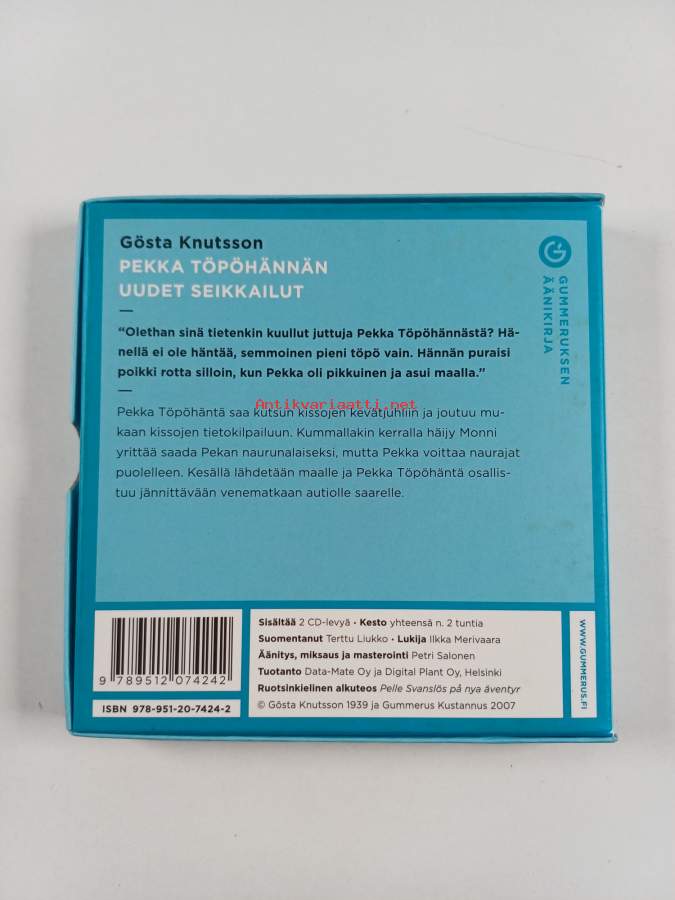 Gösta Knutsson
PEKKA TÖPÖHÄNNÄN
UUDET SEIKKAILUT
—
“Olethan sinä tietenkin kuullut juttuja Pekka Töpöhännästä? Hä-
nellä ei ole häntää, semmoinen pieni töpö vain. Hännän puraisi
poikki rotta silloin, kun Pekka oli pikkuinen ja asui maalla.”
—
Antikvariaatti.net
Pekka Töpöhäntä saa kutsun kissojen kevätjuhliin ja joutuu mu-
kaan kissojen tietokilpailuun. Kummallakin kerralla häijy Monni
yrittää saada Pekan naurunalaiseksi, mutta Pekka voittaa naurajat
puolelleen. Kesällä lähdetään maalle ja Pekka Töpöhäntä osallis-
tuu jännittävään venematkaan autiolle saarelle.
GUMMERUKSEN
ÄÄNIKIRJA
9 789512 074242
ISBN 978-951-20-7424-2
Sisältää 2 CD-levyä • Kesto yhteensä n. 2 tuntia
Suomentanut Terttu Liukko • Lukija Ilkka Merivaara
Äänitys, miksaus ja masterointi Petri Salonen
Tuotanto Data-Mate Oy ja Digital Plant Oy, Helsinki
Ruotsinkielinen alkuteos Pelle Svanslös på nya äventyr
© Gösta Knutsson 1939 ja Gummerus Kustannus 2007
WWW.GUMMERUS.FI